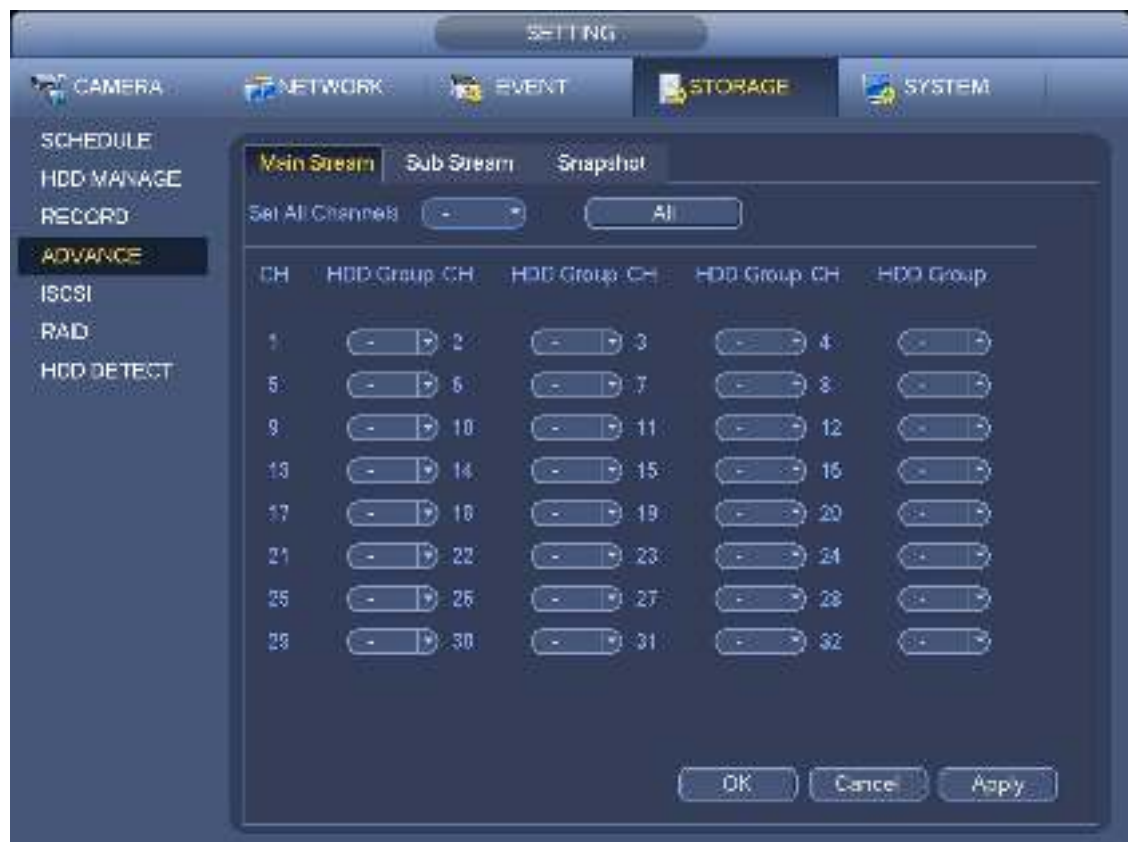 SETTING
CAMERA NETWORK EVENT STORAGE SYSTEM
SCHEDULE
HDD MANAGE
RECORD
ADVANCE
ISCSI
RAID
HDD DETECT
Main Stream Sub Stream Snapshot
Set All Channels - All
CH HDD Group CH HDD Group CH HDD Group CH HDD Group
1 - 2 - 3 - 4 -
5 - 6 - 7 - 8 -
9 - 10 - 11 - 12 -
13 - 14 - 15 - 16 -
17 - 18 - 19 - 20 -
21 - 22 - 23 - 24 -
25 - 26 - 27 - 28 -
29 - 30 - 31 - 32 -
OK Cancel Apply